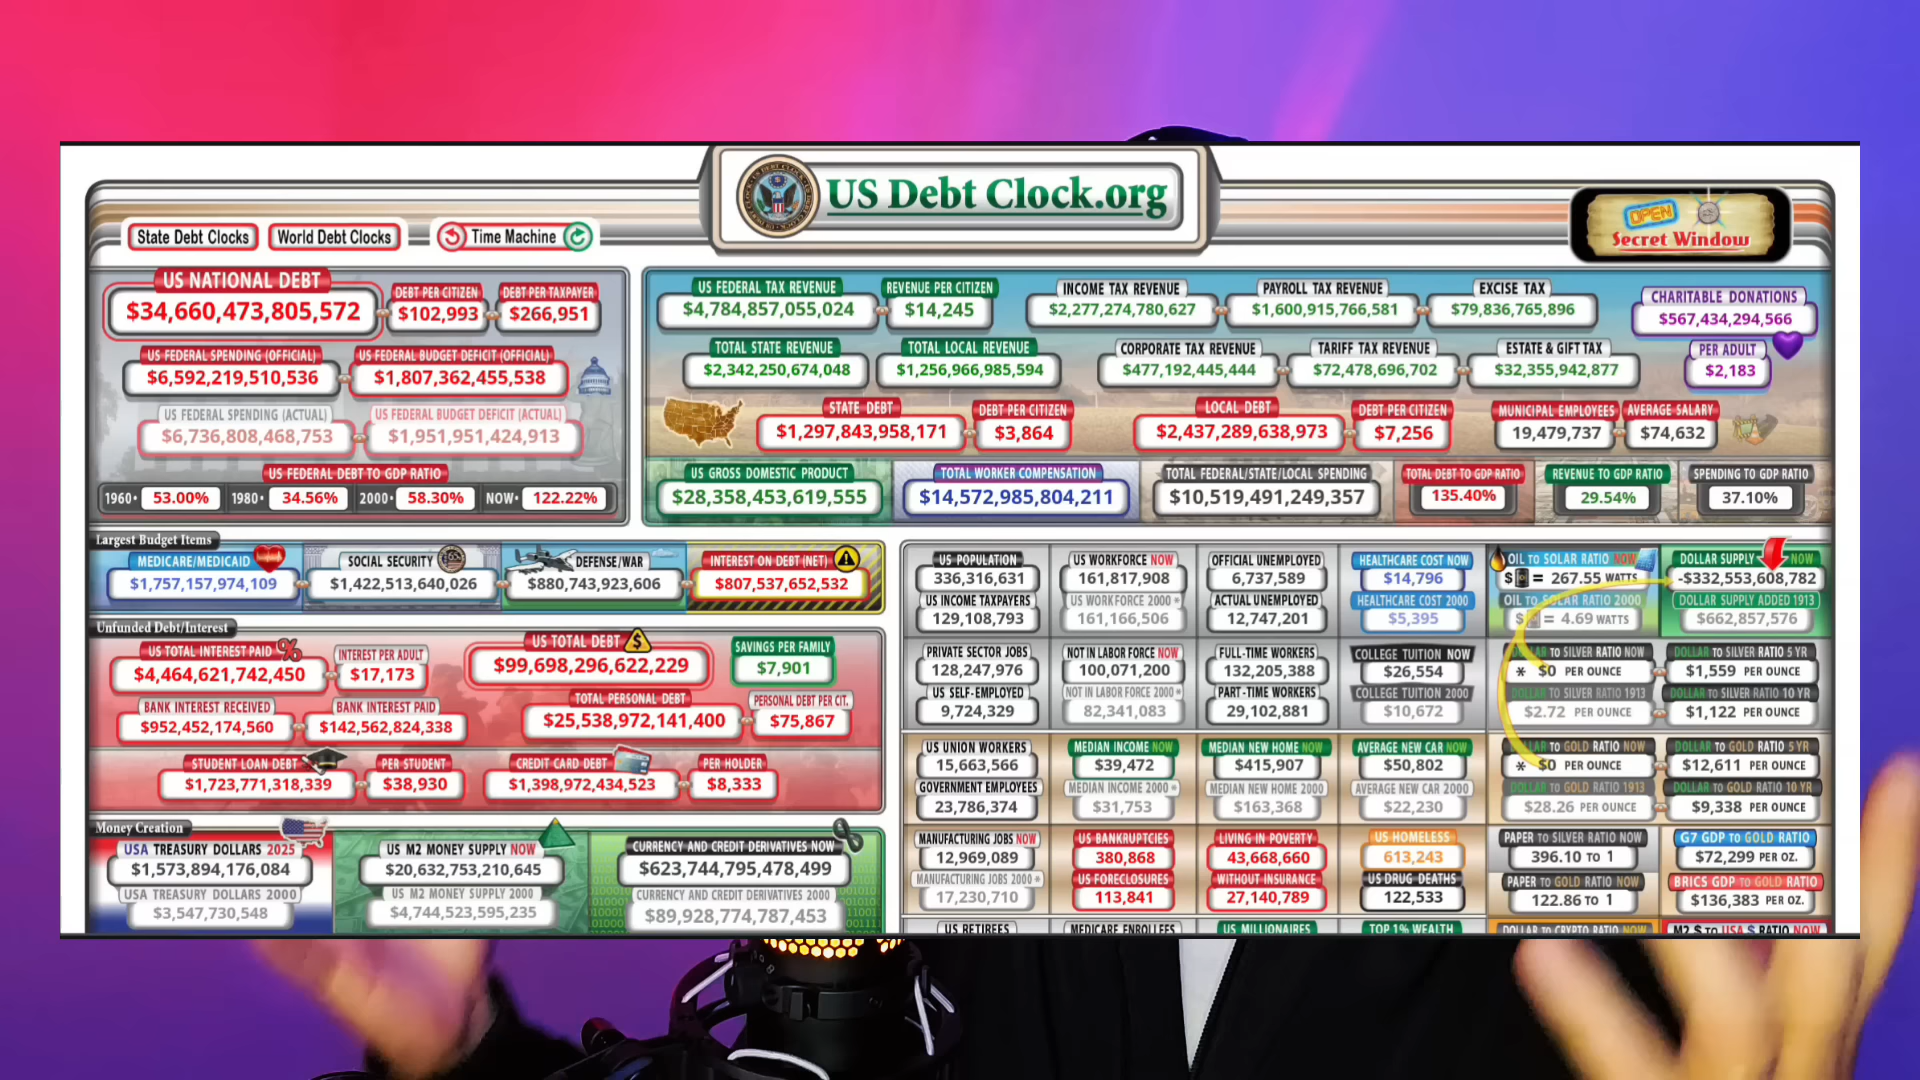 US Debt Clock.org
State Debt Clocks
World Debt Clocks
Time Machine
OPEN
Secret Window
US NATIONAL DEBT
$34,660,473,805,572
DEBT PER CITIZEN
$102,993
DEBT PER TAXPAYER
$266,951
US FEDERAL SPENDING (OFFICIAL)
$6,592,219,510,536
US FEDERAL BUDGET DEFICIT (OFFICIAL)
$1,807,362,455,538
US FEDERAL SPENDING (ACTUAL)
$6,736,808,468,753
US FEDERAL BUDGET DEFICIT (ACTUAL)
$1,951,951,424,913
US FEDERAL DEBT TO GDP RATIO
1960• 53.00% 1980• 34.56% 2000• 58.30% NOW• 122.22%
US FEDERAL TAX REVENUE
$4,784,857,055,024
REVENUE PER CITIZEN
$14,245
INCOME TAX REVENUE
$2,277,274,780,627
PAYROLL TAX REVENUE
$1,600,915,766,581
EXCISE TAX
$79,836,765,896
CHARITABLE DONATIONS
$567,434,294,566
TOTAL STATE REVENUE
$2,342,250,674,048
TOTAL LOCAL REVENUE
$1,256,966,985,594
CORPORATE TAX REVENUE
$477,192,445,444
TARIFF TAX REVENUE
$72,478,696,702
ESTATE & GIFT TAX
$32,355,942,877
PER ADULT
$2,183
STATE DEBT
$1,297,843,958,171
DEBT PER CITIZEN
$3,864
LOCAL DEBT
$2,437,289,638,973
DEBT PER CITIZEN
$7,256
MUNICIPAL EMPLOYEES
19,479,737
AVERAGE SALARY
$74,632
US GROSS DOMESTIC PRODUCT
$28,358,453,619,555
TOTAL WORKER COMPENSATION
$14,572,985,804,211
TOTAL FEDERAL/STATE/LOCAL SPENDING
$10,519,491,249,357
TOTAL DEBT TO GDP RATIO
135.40%
REVENUE TO GDP RATIO
29.54%
SPENDING TO GDP RATIO
37.10%
Largest Budget Items
MEDICARE/MEDICAID
$1,757,157,974,109
SOCIAL SECURITY
$1,422,513,640,026
DEFENSE/WAR
$880,743,923,606
INTEREST ON DEBT (NET)
$807,537,652,532
Unfunded Debt/Interest
US TOTAL INTEREST PAID
$4,464,621,742,450
INTEREST PER ADULT
$17,173
US TOTAL DEBT
$99,698,296,622,229
SAVINGS PER FAMILY
$7,901
BANK INTEREST RECEIVED
$952,452,174,560
BANK INTEREST PAID
$142,562,824,338
TOTAL PERSONAL DEBT
$25,538,972,141,400
PERSONAL DEBT PER CIT.
$75,867
STUDENT LOAN DEBT
$1,723,771,318,339
PER STUDENT
$38,930
CREDIT CARD DEBT
$1,398,972,434,523
PER HOLDER
$8,333
Money Creation
USA TREASURY DOLLARS 2025
$1,573,894,176,084
USA TREASURY DOLLARS 2000
$3,547,730,548
US M2 MONEY SUPPLY NOW
$20,632,753,210,645
US M2 MONEY SUPPLY 2000
$4,744,523,595,235
CURRENCY AND CREDIT DERIVATIVES NOW
$623,744,795,478,499
CURRENCY AND CREDIT DERIVATIVES 2000
$89,928,774,787,453
US POPULATION
336,316,631
US INCOME TAXPAYERS
129,108,793
US WORKFORCE NOW
161,817,908
US WORKFORCE 2000 *
161,166,506
OFFICIAL UNEMPLOYED
6,737,589
ACTUAL UNEMPLOYED
12,747,201
HEALTHCARE COST NOW
$14,796
HEALTHCARE COST 2000
$5,395
OIL TO SOLAR RATIO NOW
$ = 267.55 WATTS
OIL TO SOLAR RATIO 2000
$ = 4.69 WATTS
DOLLAR SUPPLY NOW
-$332,553,608,782
DOLLAR SUPPLY ADDED 1913
$662,857,576
PRIVATE SECTOR JOBS
128,247,976
US SELF-EMPLOYED
9,724,329
NOT IN LABOR FORCE NOW
100,071,200
NOT IN LABOR FORCE 2000 *
82,341,083
FULL-TIME WORKERS
132,205,388
PART-TIME WORKERS
29,102,881
COLLEGE TUITION NOW
$26,554
COLLEGE TUITION 2000
$10,672
DOLLAR TO SILVER RATIO NOW
* $0 PER OUNCE
DOLLAR TO SILVER RATIO 1913
$2.72 PER OUNCE
DOLLAR TO SILVER RATIO 5 YR
$1,559 PER OUNCE
DOLLAR TO SILVER RATIO 10 YR
$1,122 PER OUNCE
US UNION WORKERS
15,663,566
GOVERNMENT EMPLOYEES
23,786,374
MEDIAN INCOME NOW
$39,472
MEDIAN INCOME 2000 *
$31,753
MEDIAN NEW HOME NOW
$415,907
MEDIAN NEW HOME 2000
$163,368
AVERAGE NEW CAR NOW
$50,802
AVERAGE NEW CAR 2000
$22,230
DOLLAR TO GOLD RATIO NOW
* $0 PER OUNCE
DOLLAR TO GOLD RATIO 1913
$28.26 PER OUNCE
DOLLAR TO GOLD RATIO 5 YR
$12,611 PER OUNCE
DOLLAR TO GOLD RATIO 10 YR
$9,338 PER OUNCE
MANUFACTURING JOBS NOW
12,969,089
MANUFACTURING JOBS 2000 *
17,230,710
US BANKRUPTCIES
380,868
US FORECLOSURES
113,841
LIVING IN POVERTY
43,668,660
WITHOUT INSURANCE
27,140,789
US HOMELESS
613,243
US DRUG DEATHS
122,533
PAPER TO SILVER RATIO NOW
396.10 TO 1
PAPER TO GOLD RATIO NOW
122.86 TO 1
G7 GDP TO GOLD RATIO
$72,299 PER OZ.
BRICS GDP TO GOLD RATIO
$136,383 PER OZ.
US RETIREES
MEDICARE ENROLLEES
US MILLIONAIRES
TOP 1% WEALTH
DOLLAR TO CRYPTO RATIO NOW
M2 $ TO USA $ RATIO NOW